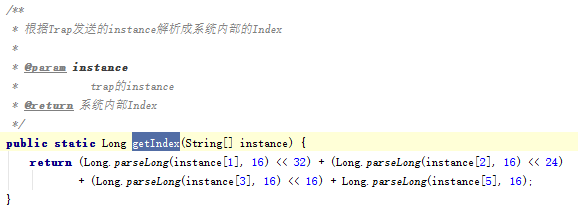 /**
 * 根据Trap发送的instance解析成系统内部的Index
 *
 * @param instance
 *            trap的instance
 * @return 系统内部Index
 */
public static Long getIndex(String[] instance) {
    return (Long.parseLong(instance[1], 16) << 32) + (Long.parseLong(instance[2], 16) << 24)
            + (Long.parseLong(instance[3], 16) << 16) + Long.parseLong(instance[5], 16);
}